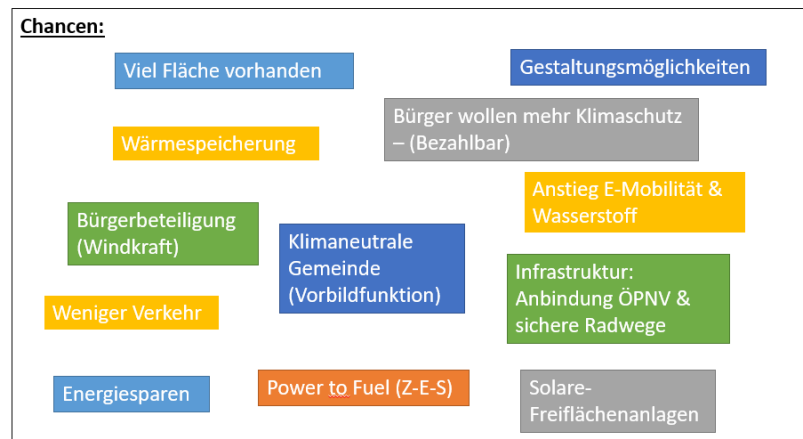 Chancen:
Viel Fläche vorhanden
Gestaltungsmöglichkeiten
Bürger wollen mehr Klimaschutz
– (Bezahlbar)
Wärmespeicherung
Anstieg E-Mobilität &
Wasserstoff
Bürgerbeteiligung
(Windkraft)
Klimaneutrale
Gemeinde
(Vorbildfunktion)
Infrastruktur:
Anbindung ÖPNV &
sichere Radwege
Weniger Verkehr
Energiesparen
Power to Fuel (Z-E-S)
Solare-
Freiflächenanlagen